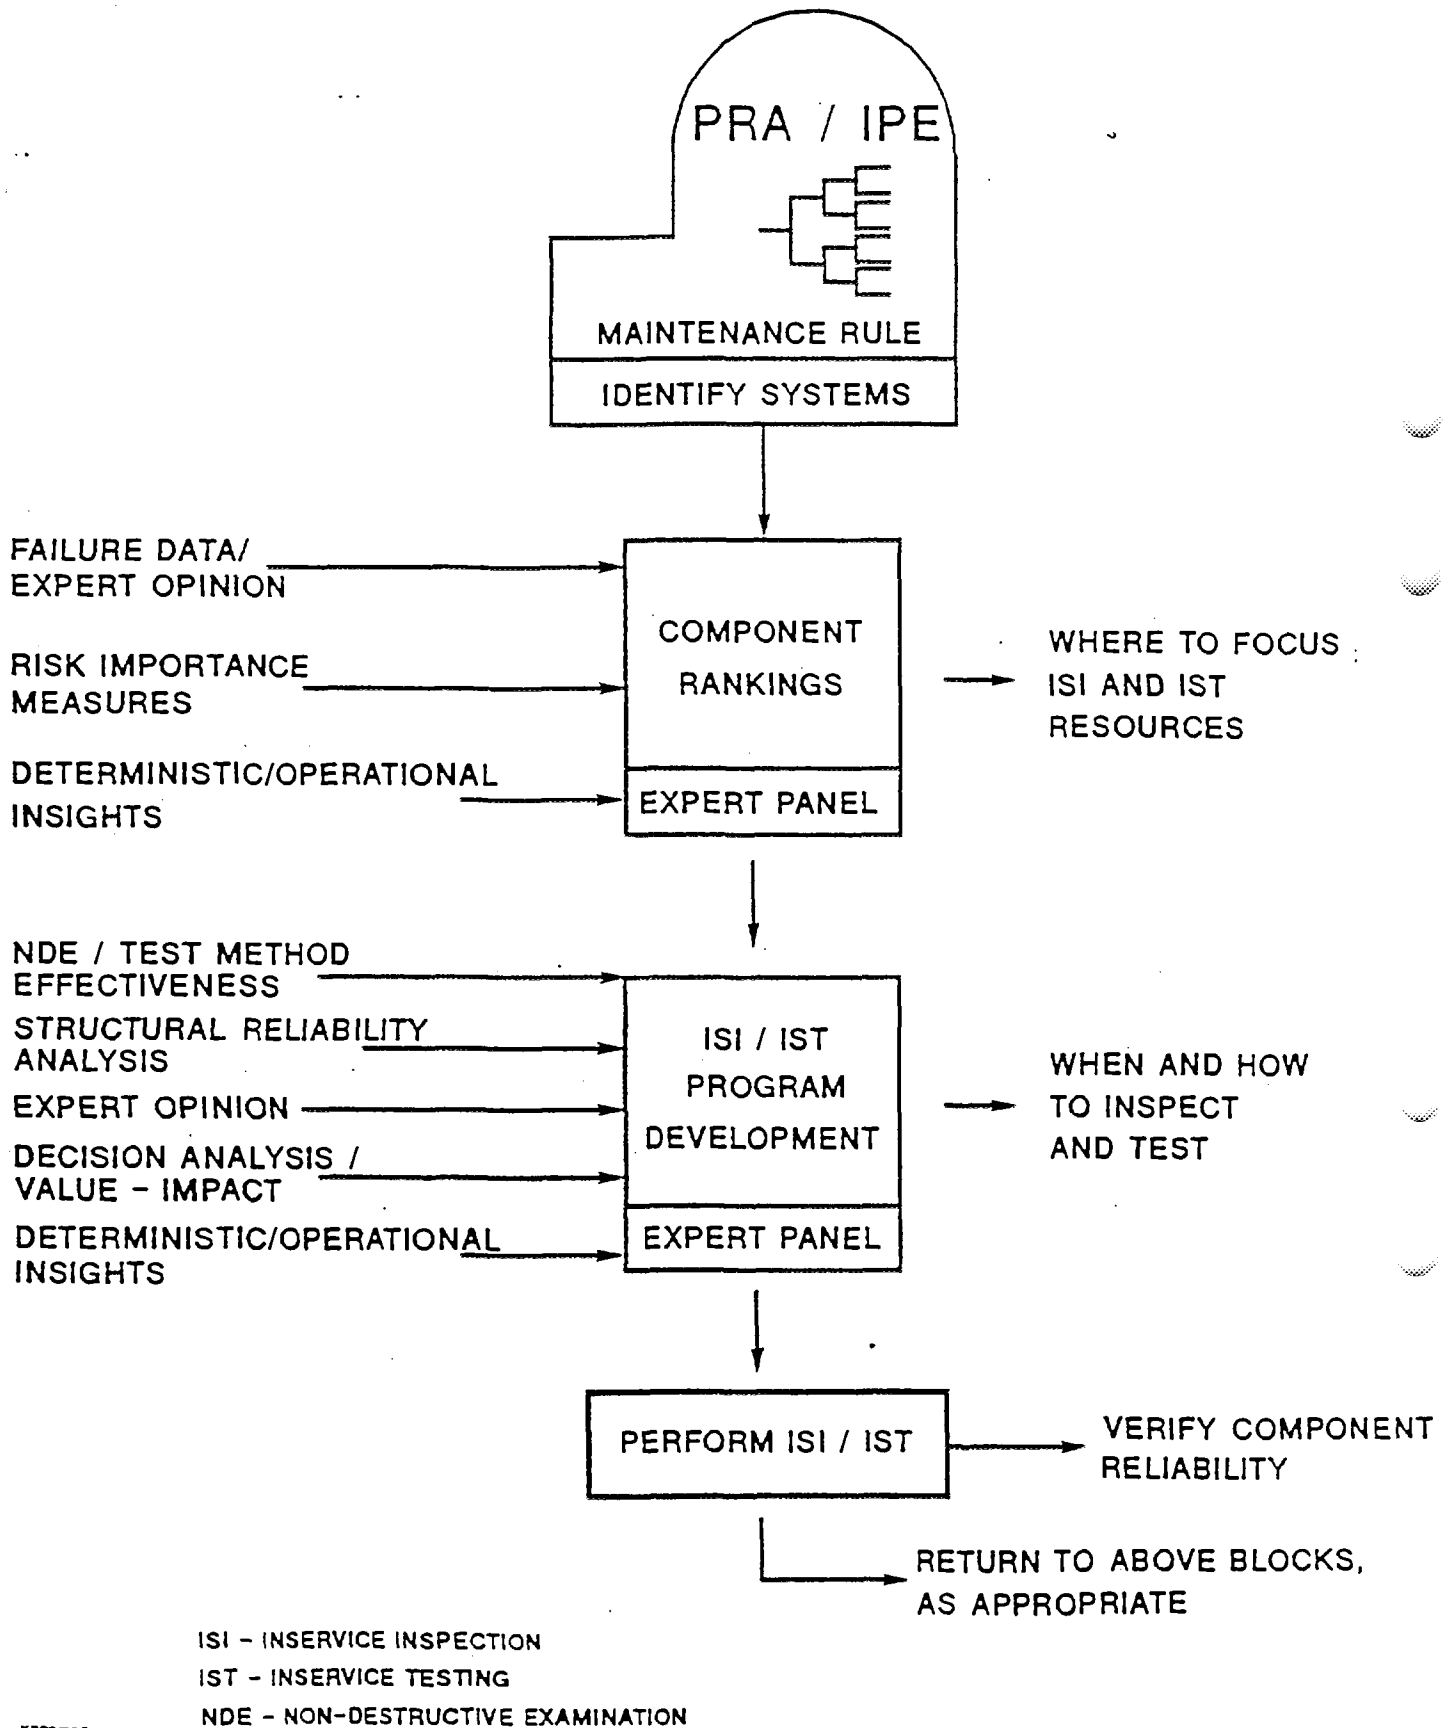 PRA / IPE
MAINTENANCE RULE
IDENTIFY SYSTEMS
FAILURE DATA/
EXPERT OPINION
RISK IMPORTANCE
MEASURES
DETERMINISTIC/OPERATIONAL
INSIGHTS
COMPONENT
RANKINGS
EXPERT PANEL
WHERE TO FOCUS
ISI AND IST
RESOURCES
NDE / TEST METHOD
EFFECTIVENESS
STRUCTURAL RELIABILITY
ANALYSIS
EXPERT OPINION
DECISION ANALYSIS /
VALUE - IMPACT
DETERMINISTIC/OPERATIONAL
INSIGHTS
ISI / IST
PROGRAM
DEVELOPMENT
EXPERT PANEL
WHEN AND HOW
TO INSPECT
AND TEST
PERFORM ISI / IST
VERIFY COMPONENT
RELIABILITY
RETURN TO ABOVE BLOCKS,
AS APPROPRIATE
ISI - INSERVICE INSPECTION
IST - INSERVICE TESTING
NDE - NON-DESTRUCTIVE EXAMINATION